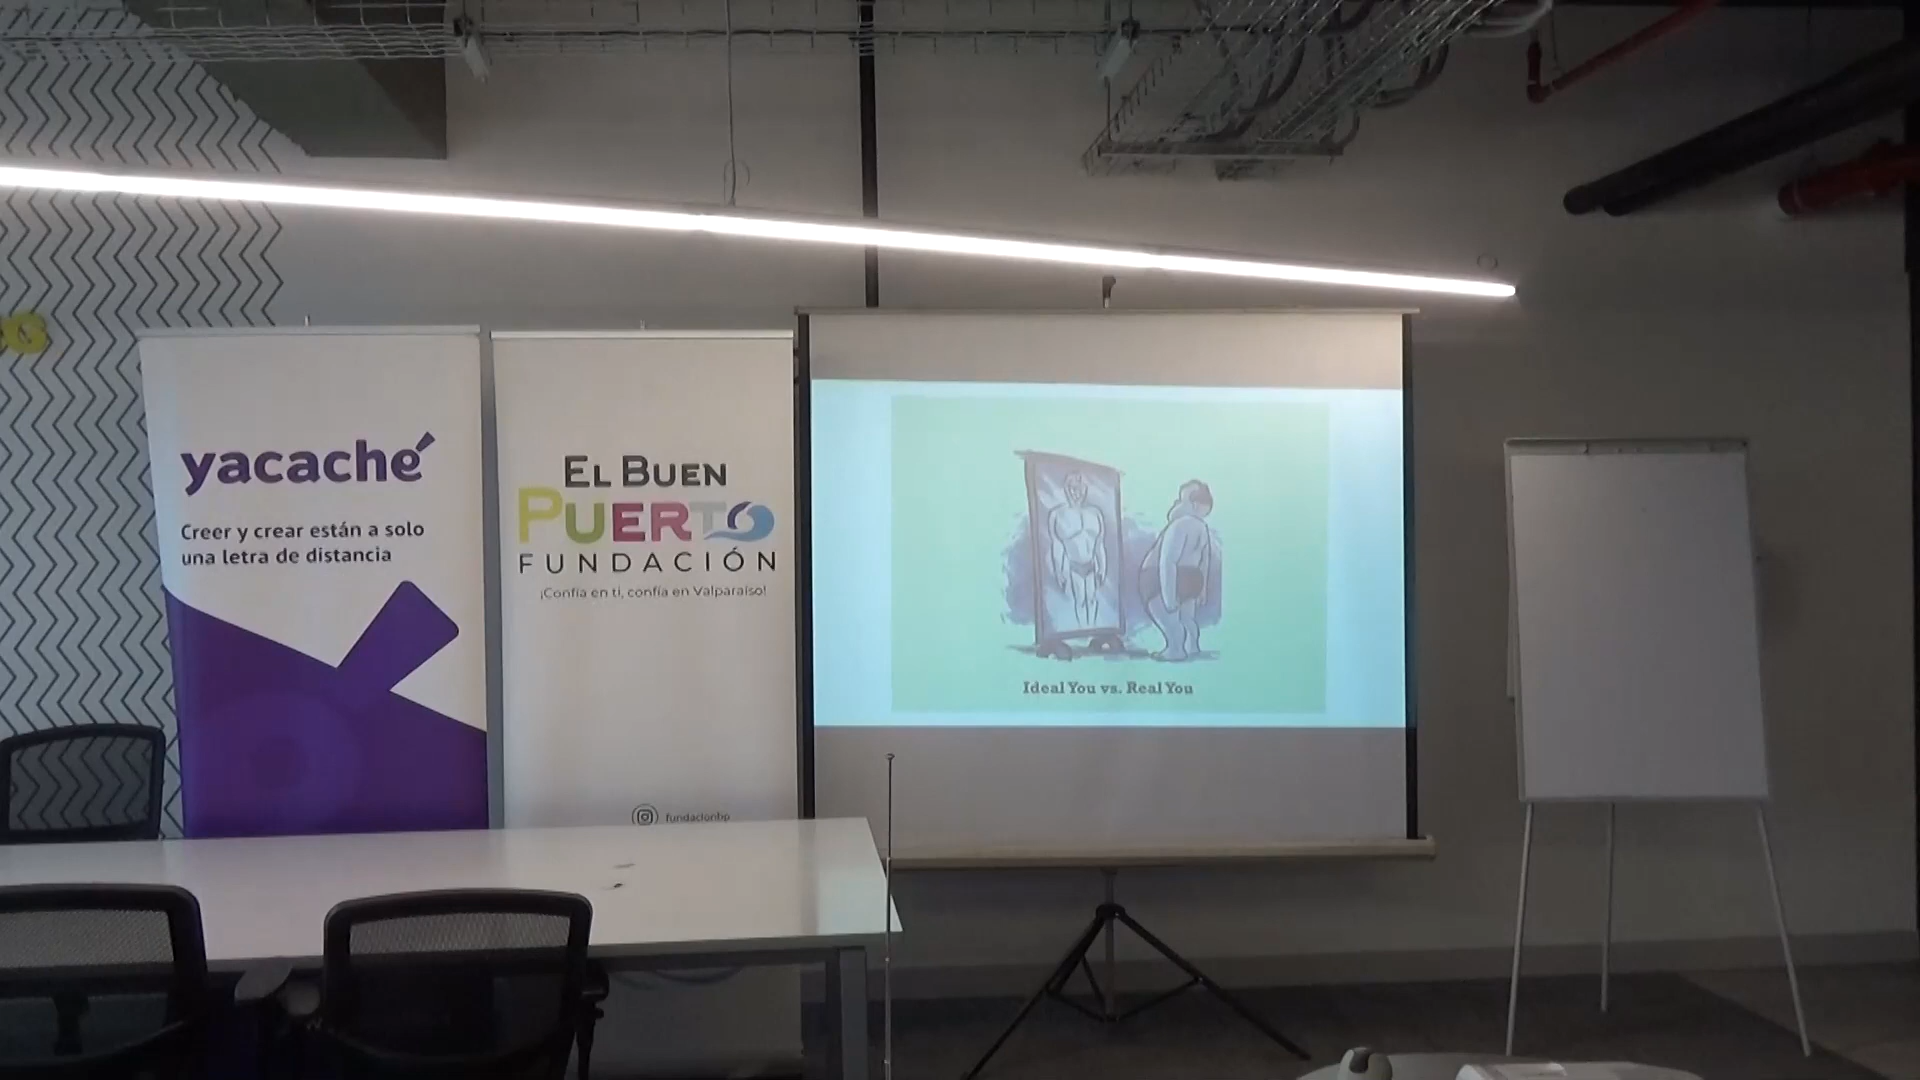 yacaché
Creer y crear están a solo
una letra de distancia
EL BUEN
PUERTO
FUNDACIÓN
¡Confía en ti, confía en Valparaíso!
fundacionbp
Ideal You vs. Real You